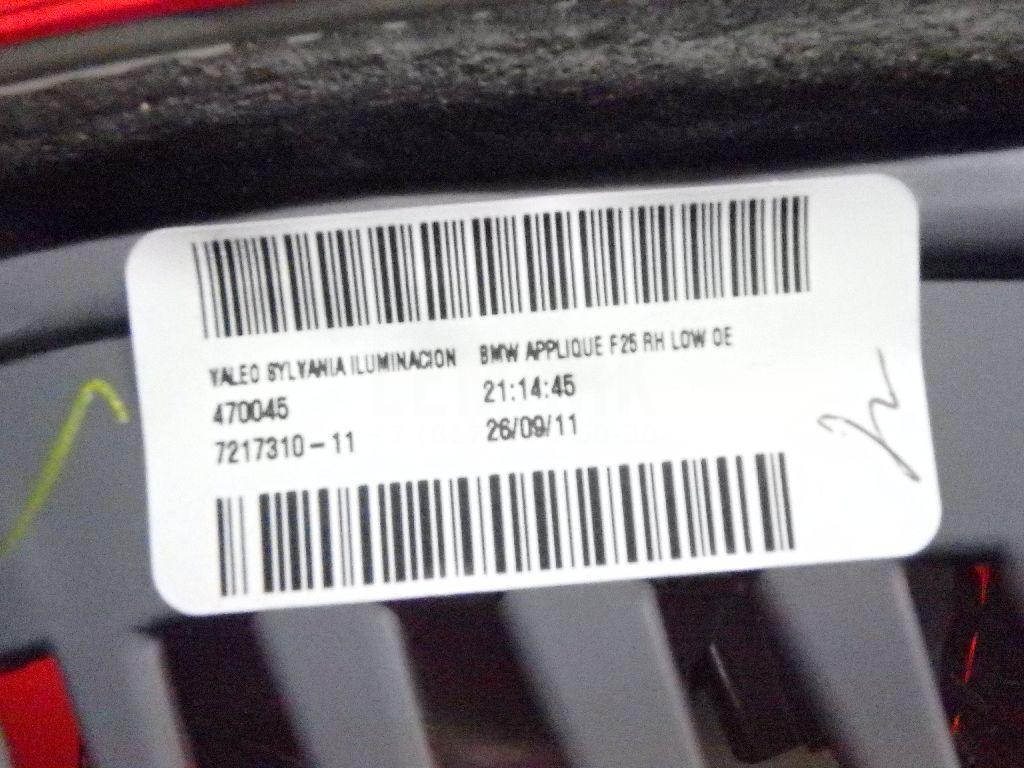 VALEO SYLVANIA ILUMINACION BMW APPLIQUE F25 RH LOW OE
470045 21:14:45
7217310-11 26/09/11